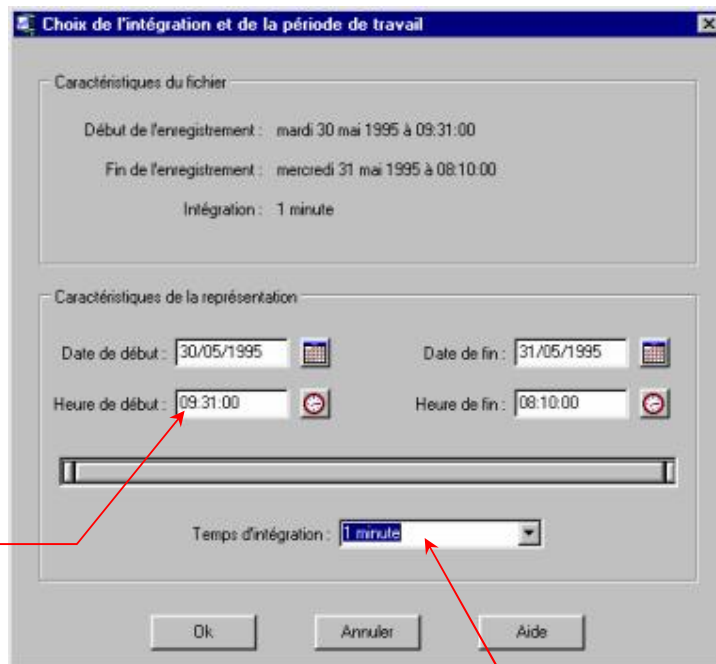 Choix de l'intégration et de la période de travail
Caractéristiques du fichier
Début de l'enregistrement : mardi 30 mai 1995 à 09:31:00
Fin de l'enregistrement : mercredi 31 mai 1995 à 08:10:00
Intégration : 1 minute
Caractéristiques de la représentation
Date de début : 30/05/1995 Date de fin : 31/05/1995
Heure de début : 09:31:00 Heure de fin : 08:10:00
Temps d'intégration : 1 minute
Ok Annuler Aide